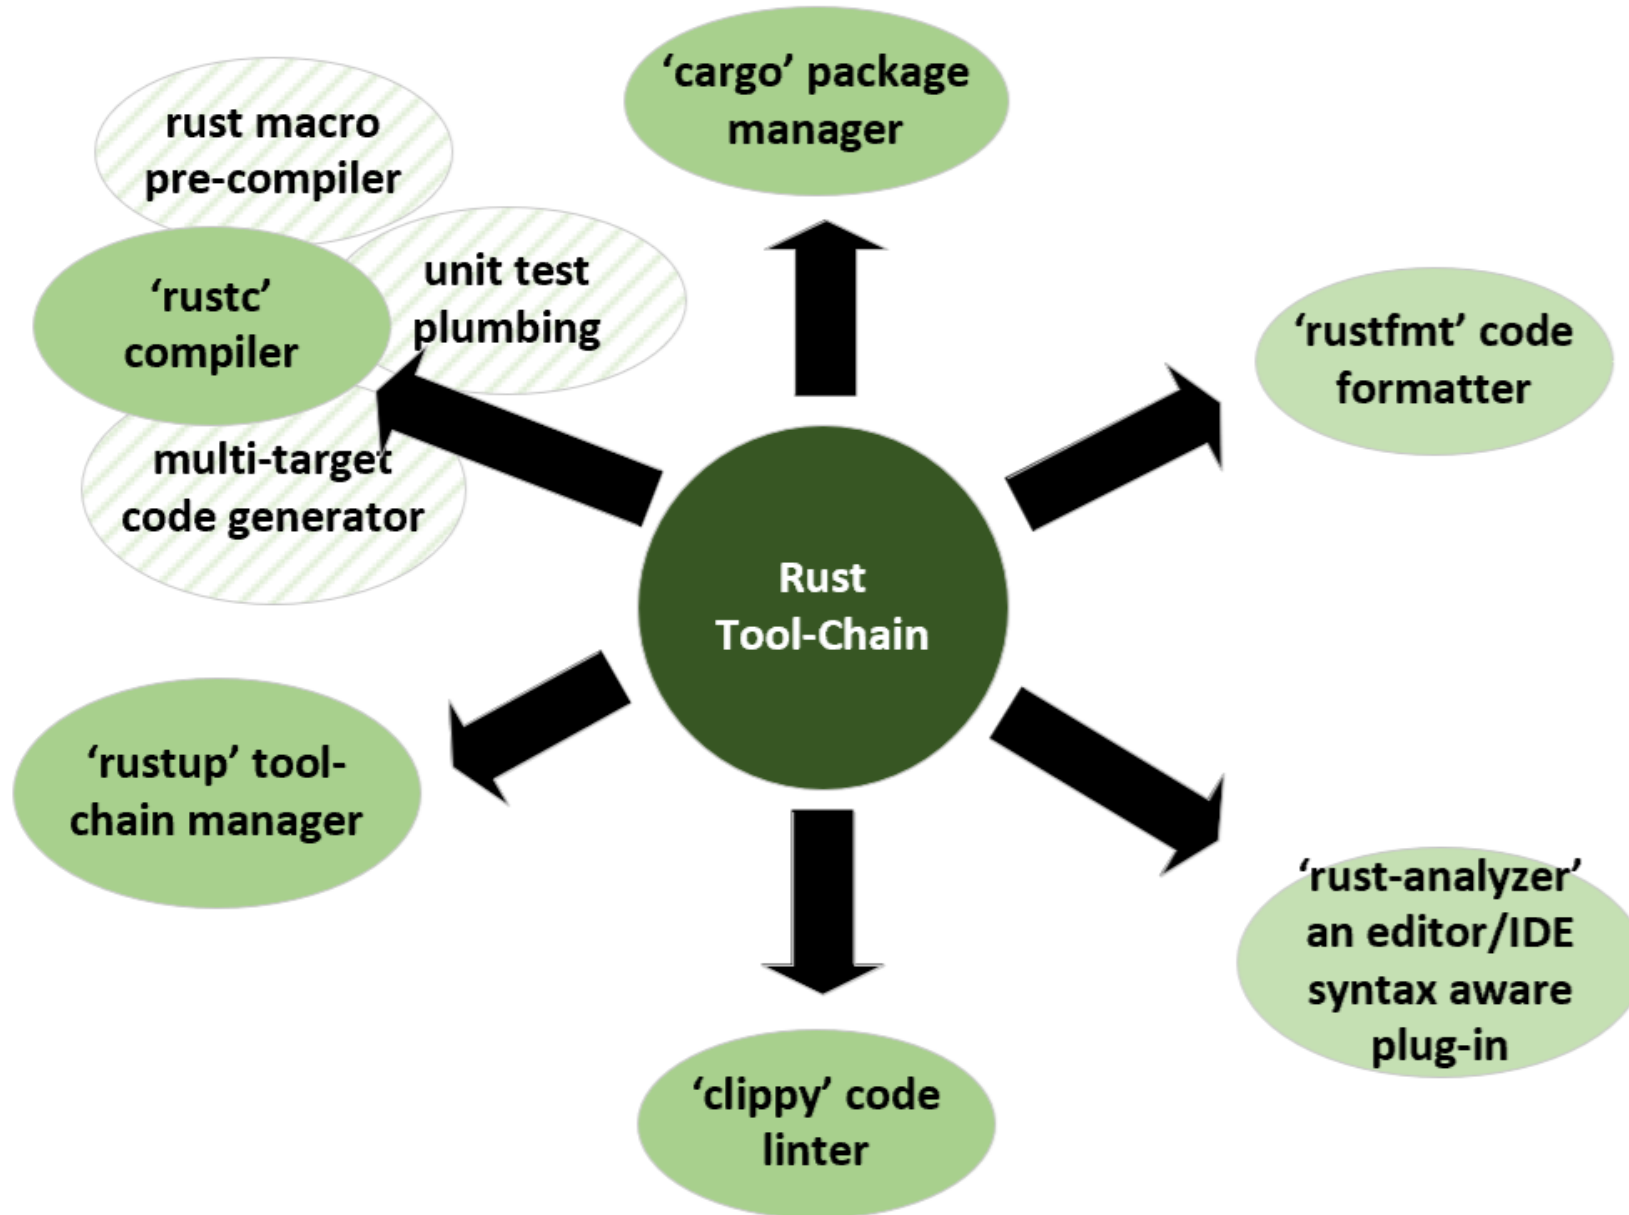 ‘cargo’ package
manager
rust macro
pre-compiler
unit test
plumbing
‘rustc’
compiler
multi-target
code generator
‘rustfmt’ code
formatter
Rust
Tool-Chain
‘rustup’ tool-
chain manager
‘rust-analyzer’
an editor/IDE
syntax aware
plug-in
‘clippy’ code
linter